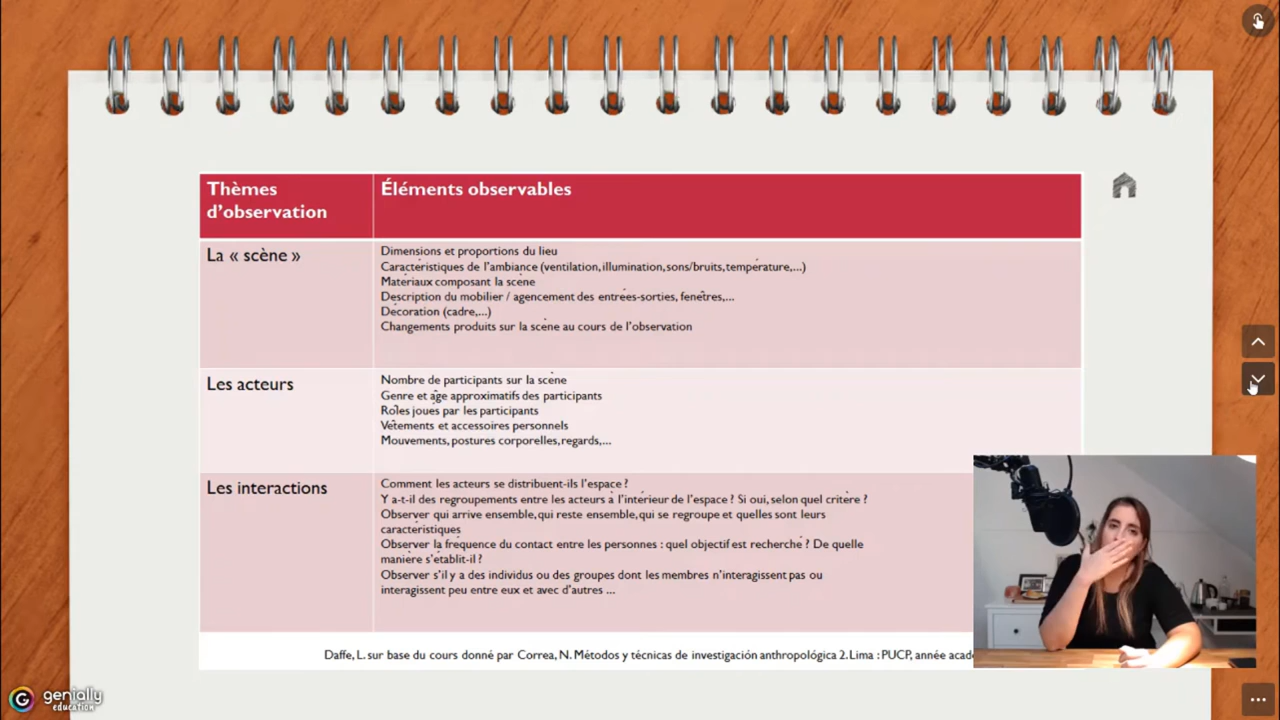 Thèmes
d'observation
Éléments observables
La « scène »
Dimensions et proportions du lieu
Caractéristiques de l'ambiance (ventilation, illumination, sons/bruits, température,...)
Matériaux composant la scène
Description du mobilier / agencement des entrées-sorties, fenêtres,...
Décoration (cadre,...)
Changements produits sur la scène au cours de l'observation
Les acteurs
Nombre de participants sur la scène
Genre et âge approximatifs des participants
Rôles joués par les participants
Vêtements et accessoires personnels
Mouvements, postures corporelles, regards,...
Les interactions
Comment les acteurs se distribuent-ils l'espace ?
Y a-t-il des regroupements entre les acteurs à l'intérieur de l'espace ? Si oui, selon quel critère ?
Observer qui arrive ensemble, qui reste ensemble, qui se regroupe et quelles sont leurs
caractéristiques
Observer la fréquence du contact entre les personnes : quel objectif est recherché ? De quelle
manière s'établit-il ?
Observer s'il y a des individus ou des groupes dont les membres n'interagissent pas ou
interagissent peu entre eux et avec d'autres ...
Daffe, L. sur base du cours donné par Correa, N. Métodos y técnicas de investigación anthropológica 2. Lima : PUCP, année
genially
education